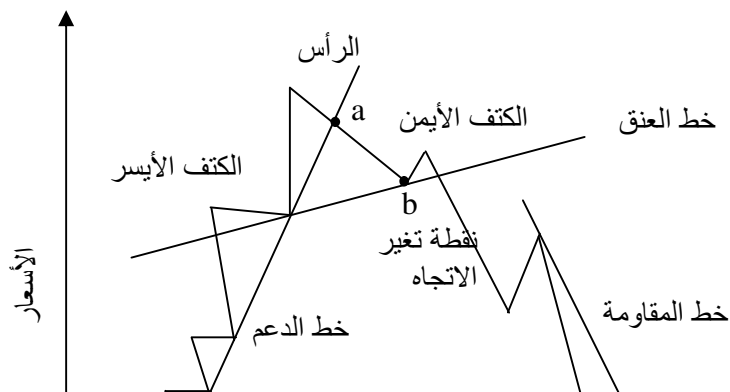 الرأس
a
الكتف الأيمن
خط العنق
الكتف الأيسر
b
نقطة تغير
الاتجاه
الأسعار
خط الدعم
خط المقاومة